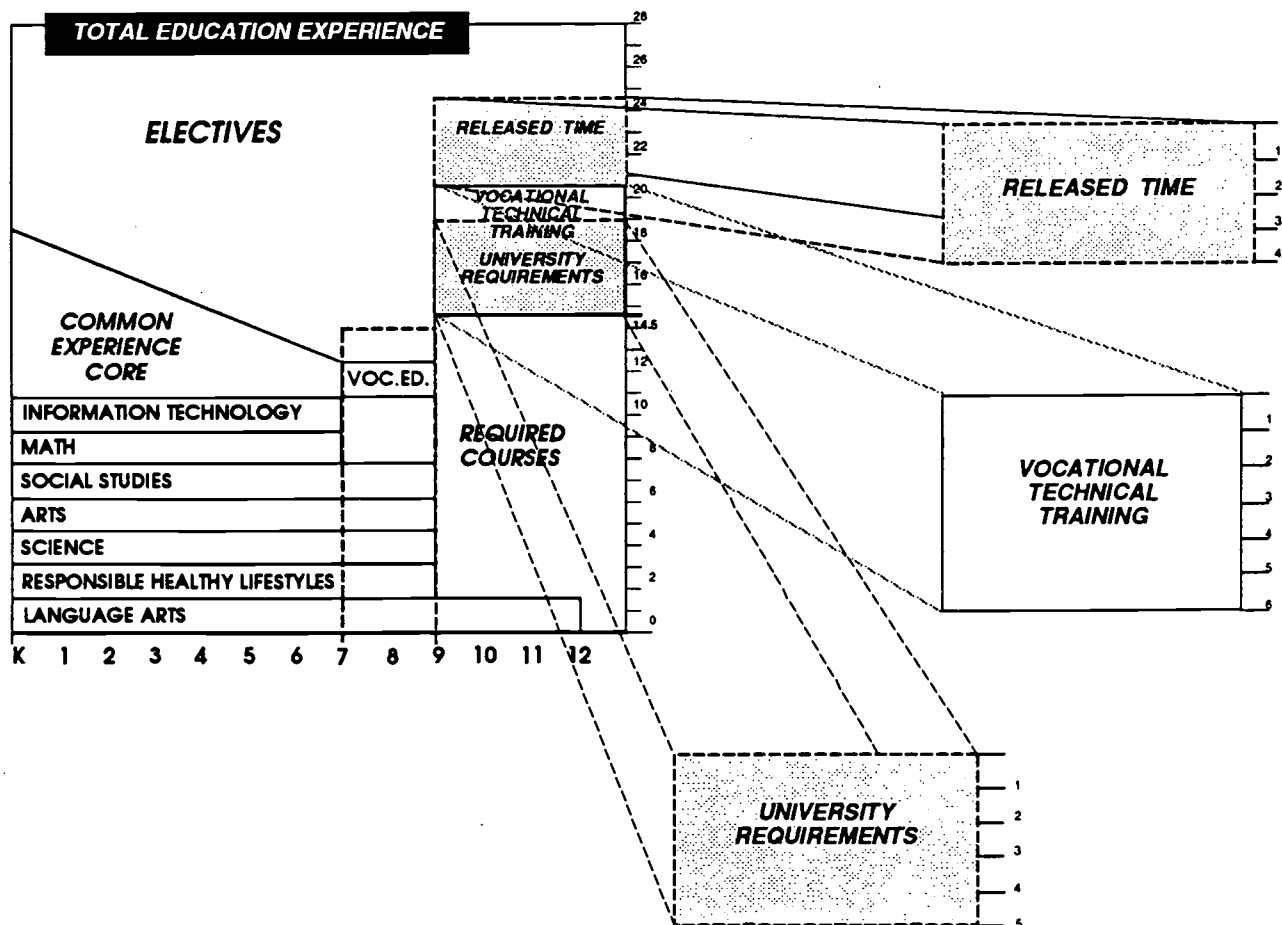 TOTAL EDUCATION EXPERIENCE
ELECTIVES
COMMON
EXPERIENCE
CORE
VOC.ED.
INFORMATION TECHNOLOGY
MATH
SOCIAL STUDIES
ARTS
SCIENCE
RESPONSIBLE HEALTHY LIFESTYLES
LANGUAGE ARTS
K 1 2 3 4 5 6 7 8 9 10 11 12
RELEASED TIME
VOCATIONAL
TECHNICAL
TRAINING
UNIVERSITY
REQUIREMENTS
REQUIRED
COURSES
28
26
24
22
20
18
16
14.5
12
10
8
6
4
2
0
RELEASED TIME
1
2
3
4
VOCATIONAL
TECHNICAL
TRAINING
1
2
3
4
5
6
UNIVERSITY
REQUIREMENTS
1
2
3
4
5